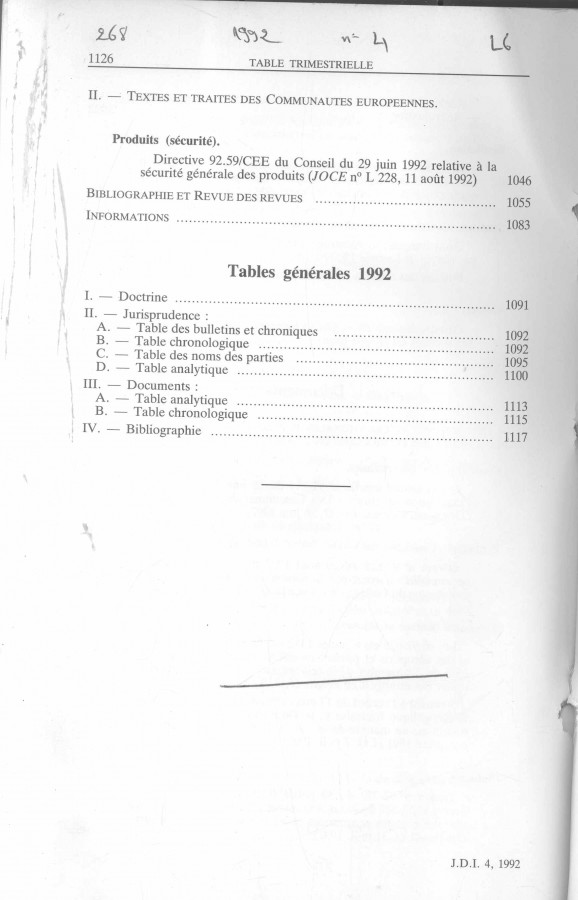 268 1992 n° 4 L6
1126 TABLE TRIMESTRIELLE
II. — TEXTES ET TRAITES DES COMMUNAUTES EUROPEENNES.
Produits (sécurité).
Directive 92.59/CEE du Conseil du 29 juin 1992 relative à la
sécurité générale des produits (JOCE n° L 228, 11 août 1992) 1046
BIBLIOGRAPHIE ET REVUE DES REVUES ........................................ 1055
INFORMATIONS ........................................ 1083
Tables générales 1992
I. — Doctrine ........................................ 1091
II. — Jurisprudence :
A. — Table des bulletins et chroniques ........................................ 1092
B. — Table chronologique ........................................ 1092
C. — Table des noms des parties ........................................ 1095
D. — Table analytique ........................................ 1100
III. — Documents :
A. — Table analytique ........................................ 1113
B. — Table chronologique ........................................ 1115
IV. — Bibliographie ........................................ 1117
J.D.I. 4, 1992